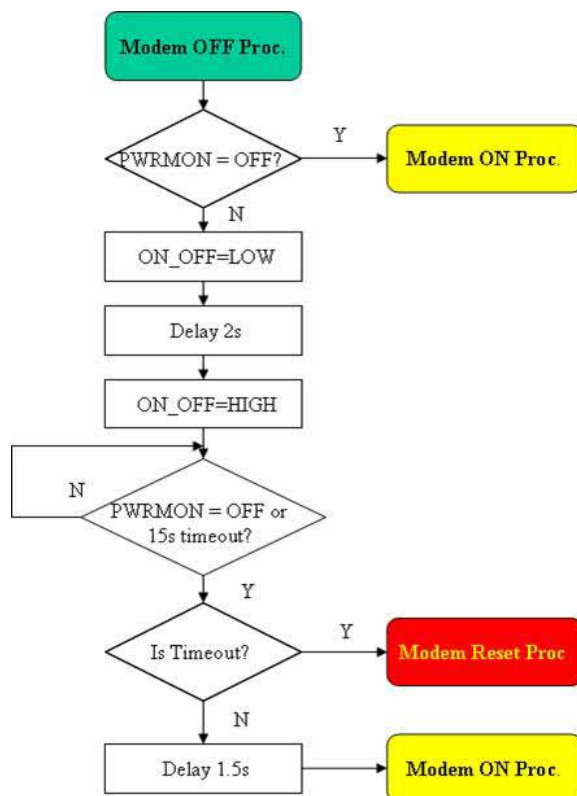 Modem OFF Proc.
PWRMON = OFF?
Y
Modem ON Proc.
N
ON_OFF=LOW
Delay 2s
ON_OFF=HIGH
N
PWRMON = OFF or
15s timeout?
Y
Is Timeout?
Y
Modem Reset Proc
N
Delay 1.5s
Modem ON Proc.